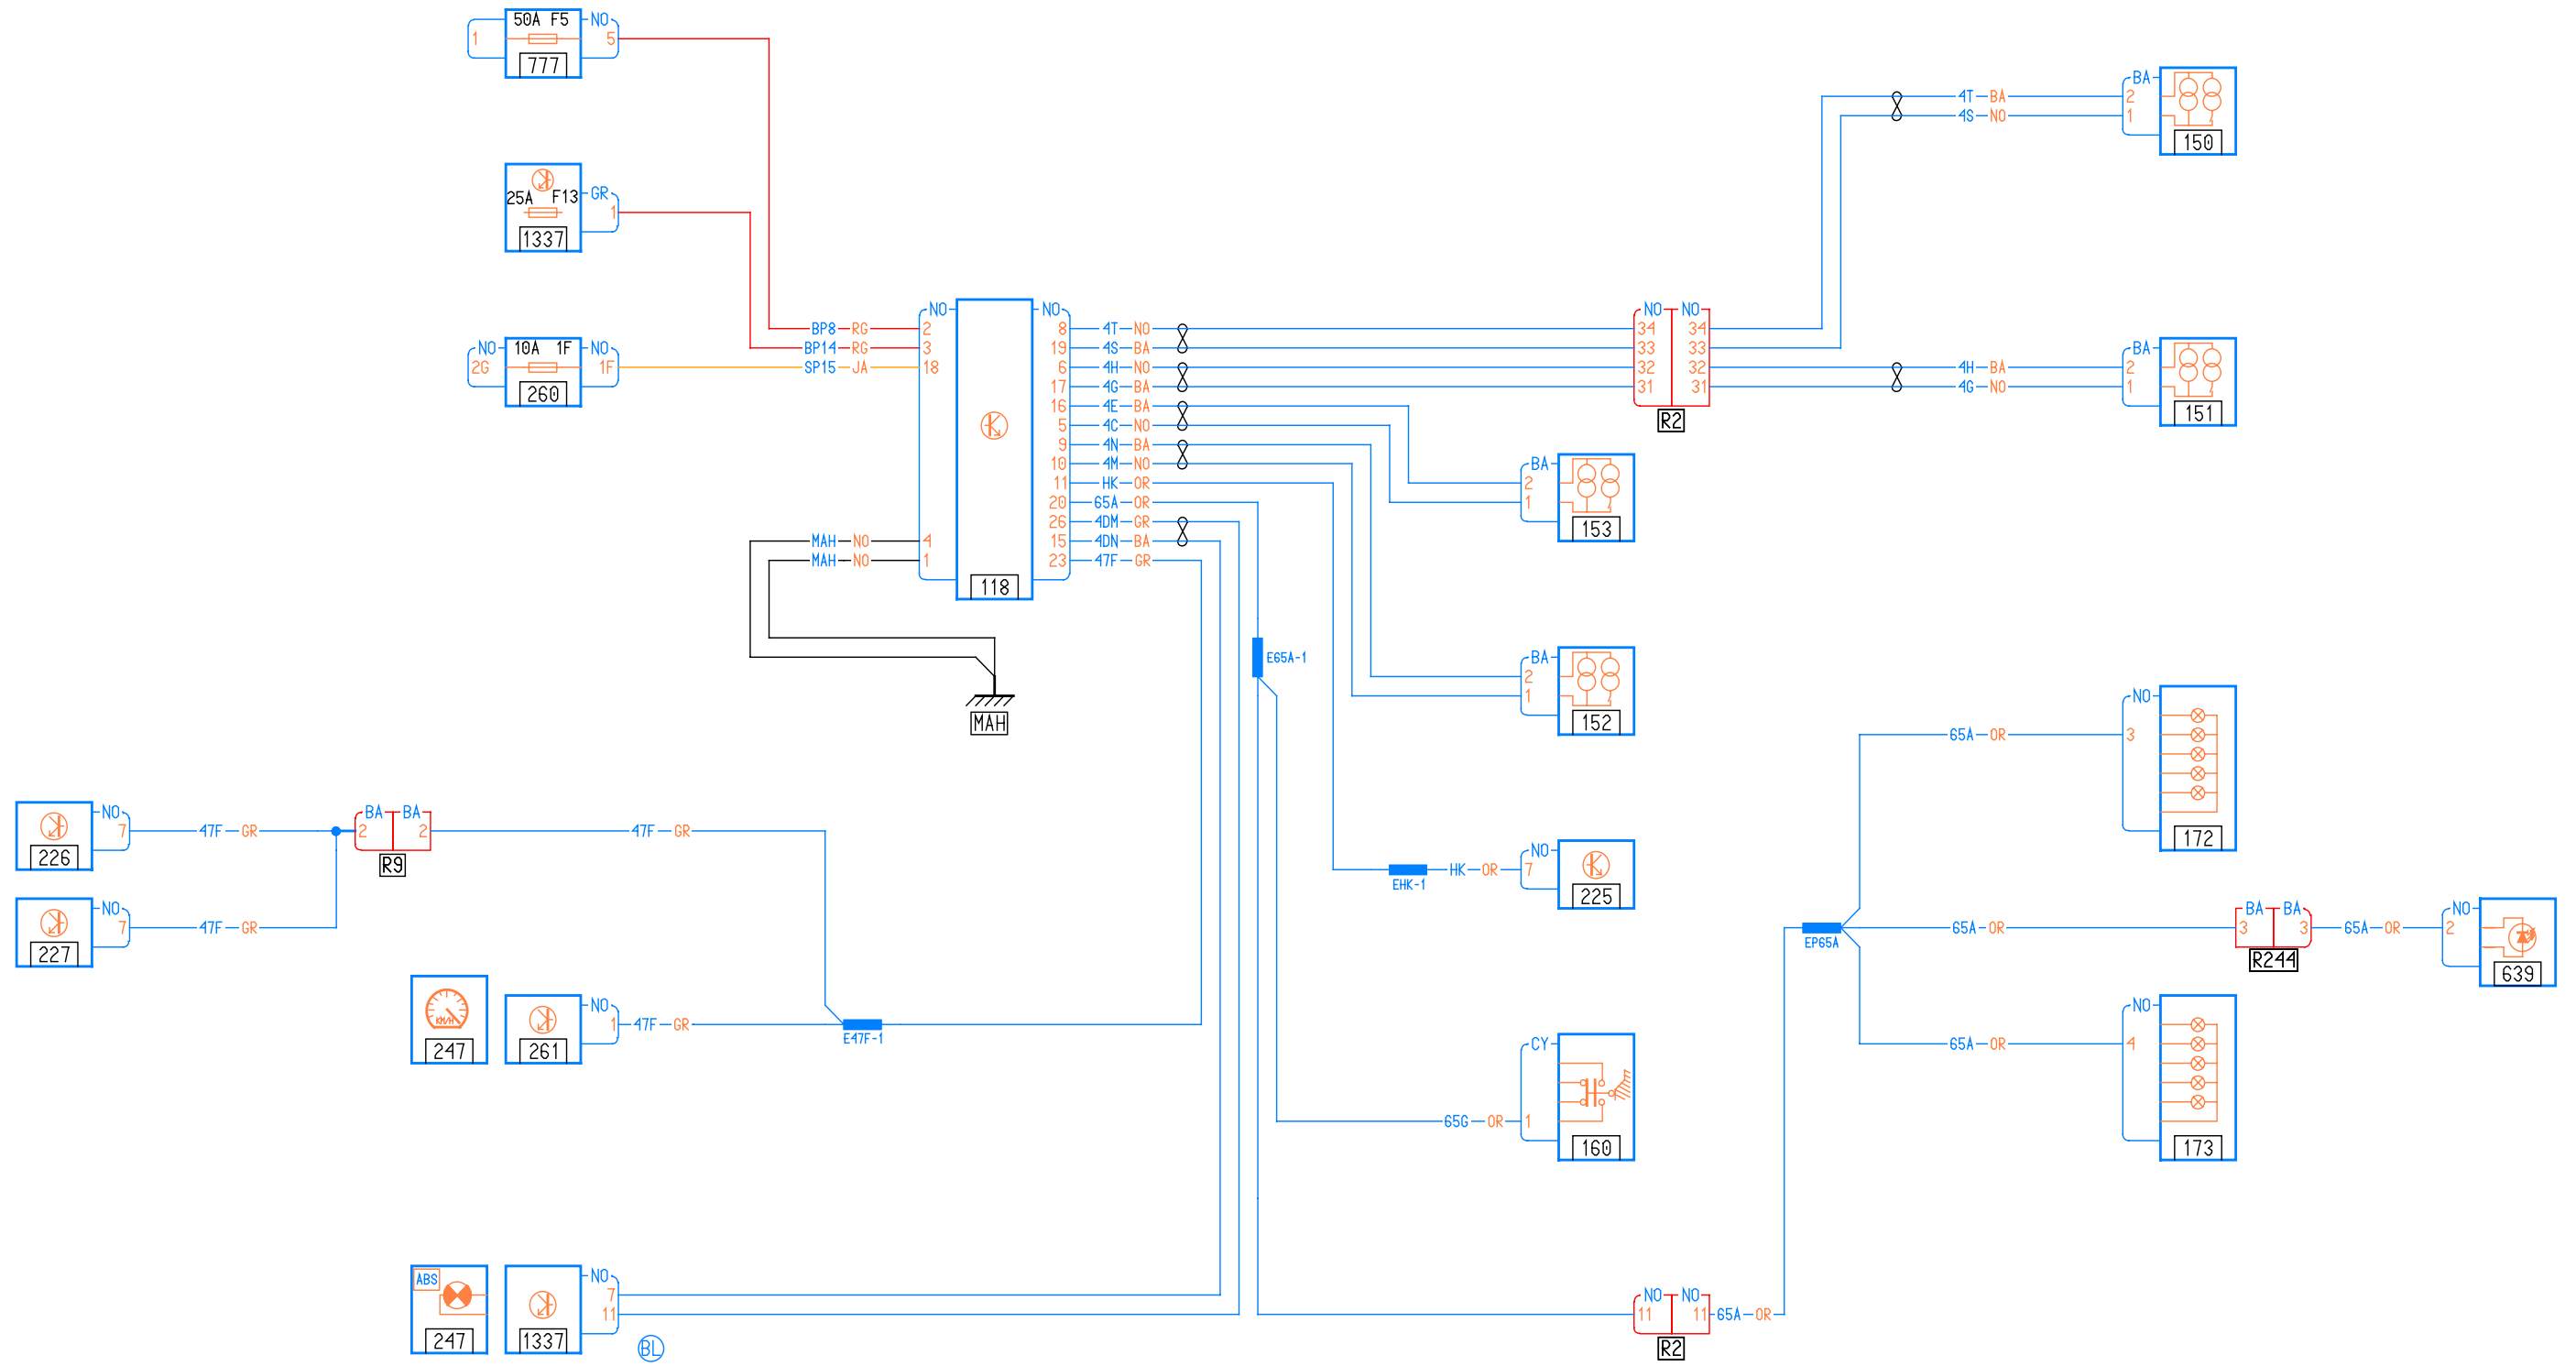 50A F5 NO
1 5
777
25A F13 GR
1
1337
NO 10A 1F NO
2G 1F
260
BP8 RG 2
BP14 RG 3
SP15 JA 18
MAH NO 4
MAH NO 1
NO NO
118
MAH
8 4T NO
19 4S BA
6 4H NO
17 4G BA
16 4E BA
5 4C NO
9 4N BA
10 4M NO
11 HK OR
20 65A OR
26 4DM GR
15 4DN BA
23 47F GR
NO NO
34 34
33 33
32 32
31 31
R2
4T BA 2
4S NO 1
BA
150
4H BA 2
4G NO 1
BA
151
BA
2
1
153
BA
2
1
152
E65A-1
EHK-1 HK OR 7
NO
225
CY
65G OR 1
160
NO
65A OR 3
172
EP65A
65A OR
BA BA
3 3
R244
65A OR
NO
2
639
NO
65A OR 4
173
NO NO
11 11 65A OR
R2
NO
7 47F GR
226
BA BA
2 2
R9
47F GR
NO
7 47F GR
227
KM/H
247
NO
1 47F GR
261
E47F-1
ABS
247
NO
7
11
1337
BL